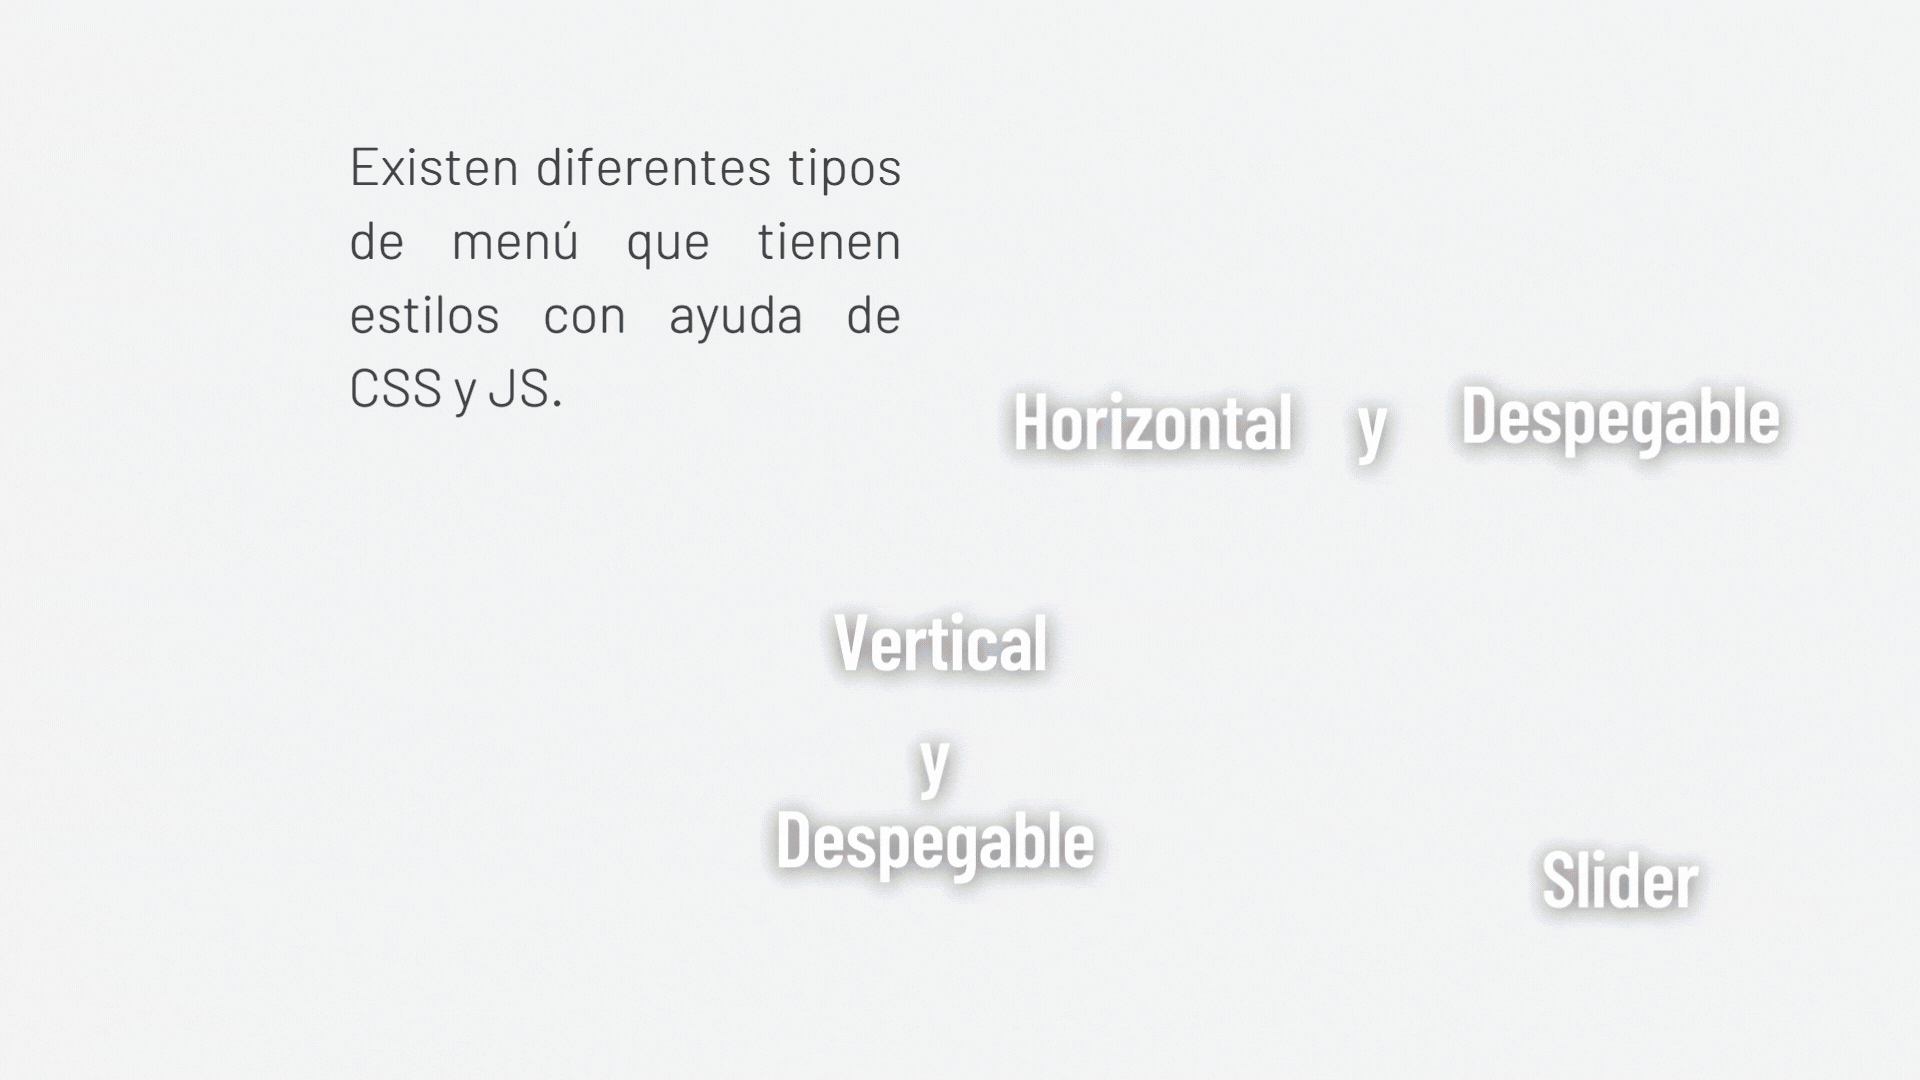 Existen diferentes tipos
de menú que tienen
estilos con ayuda de
CSS y JS.
Horizontal y Despegable
Vertical
y
Despegable
Slider